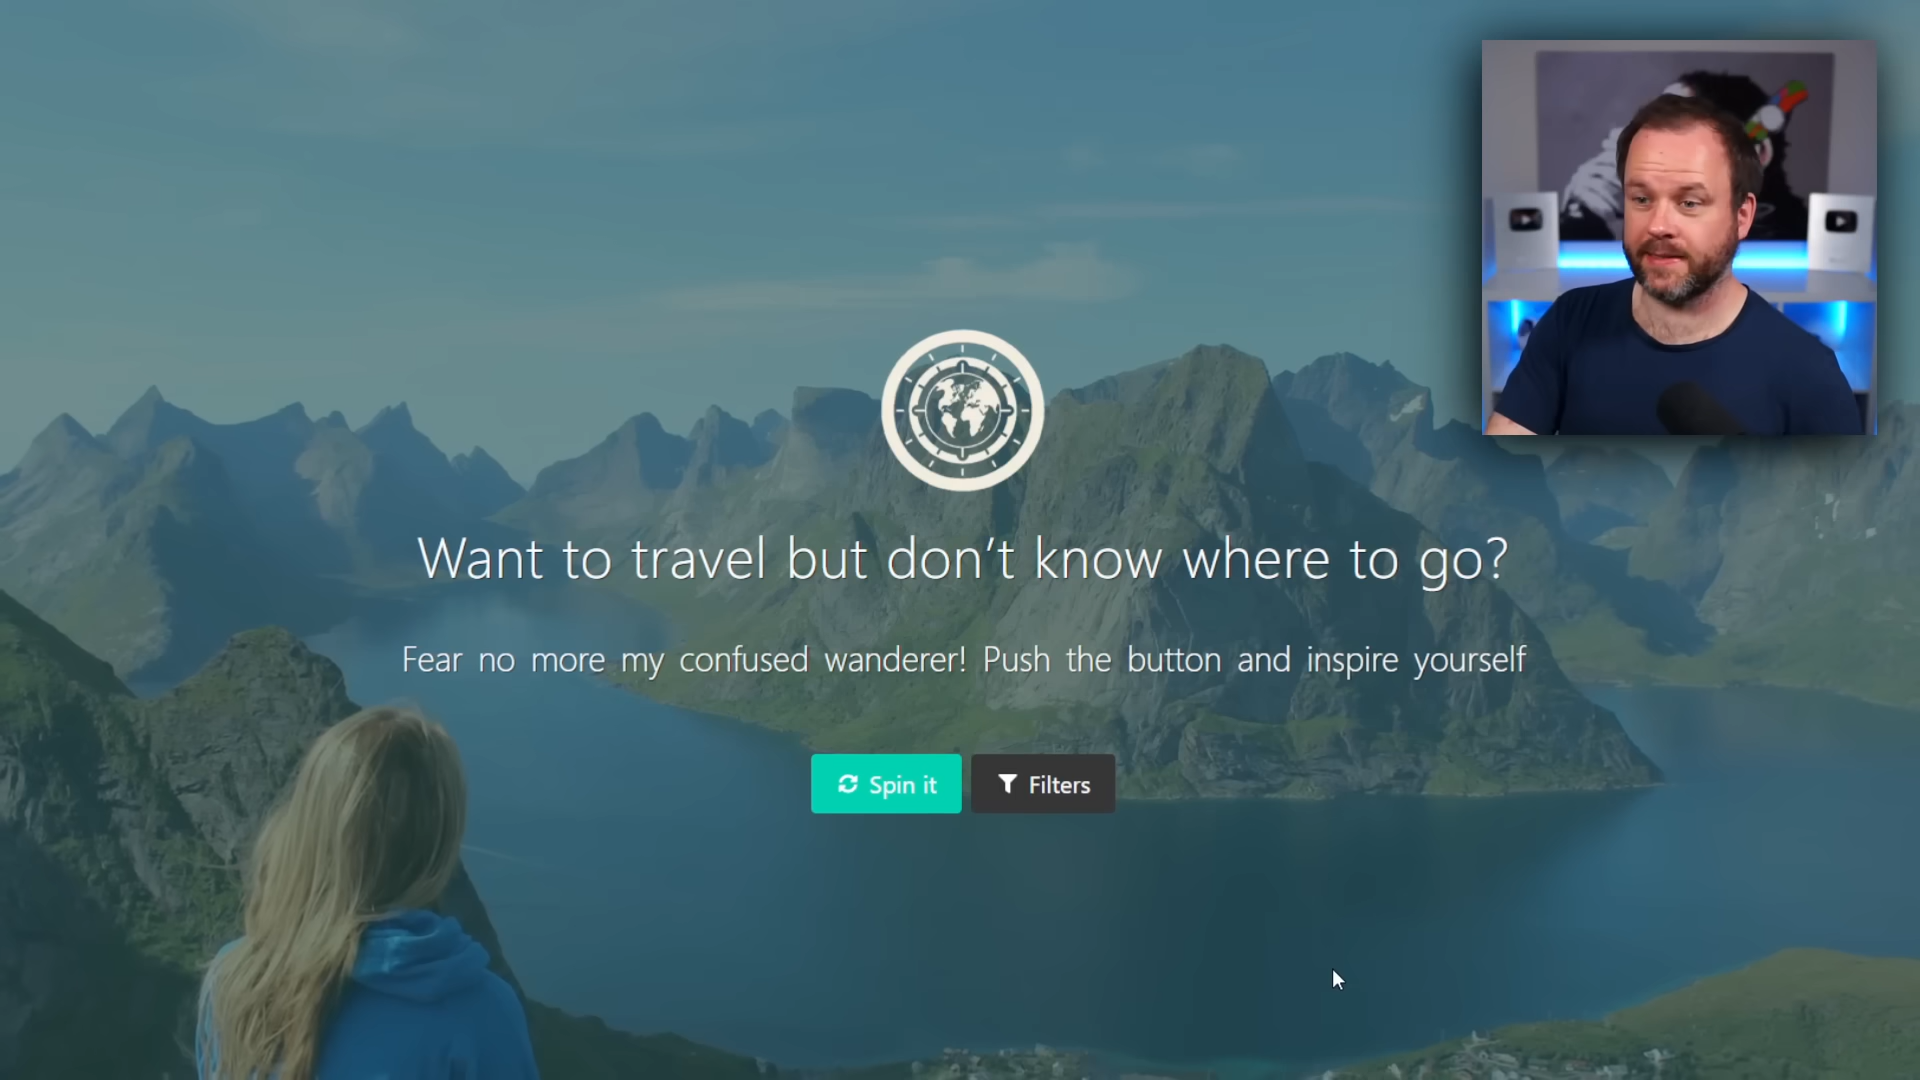 Want to travel but don’t know where to go?
Fear no more my confused wanderer! Push the button and inspire yourself
Spin it
Filters